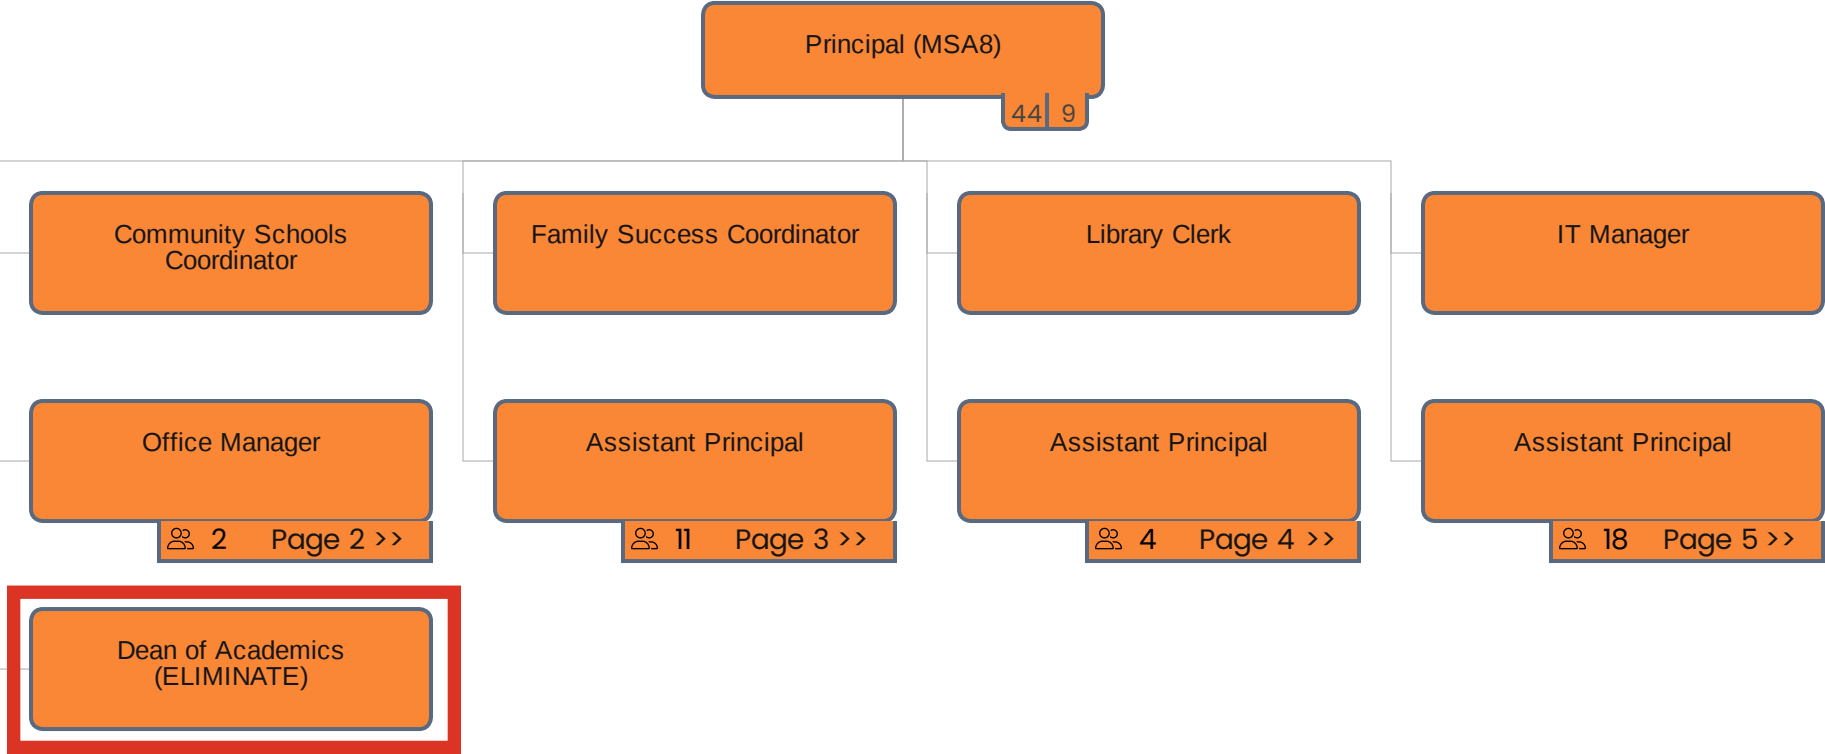 Principal (MSA8)
44 9
Community Schools
Coordinator
Family Success Coordinator
Library Clerk
IT Manager
Office Manager
2 Page 2 >>
Assistant Principal
11 Page 3 >>
Assistant Principal
4 Page 4 >>
Assistant Principal
18 Page 5 >>
Dean of Academics
(ELIMINATE)